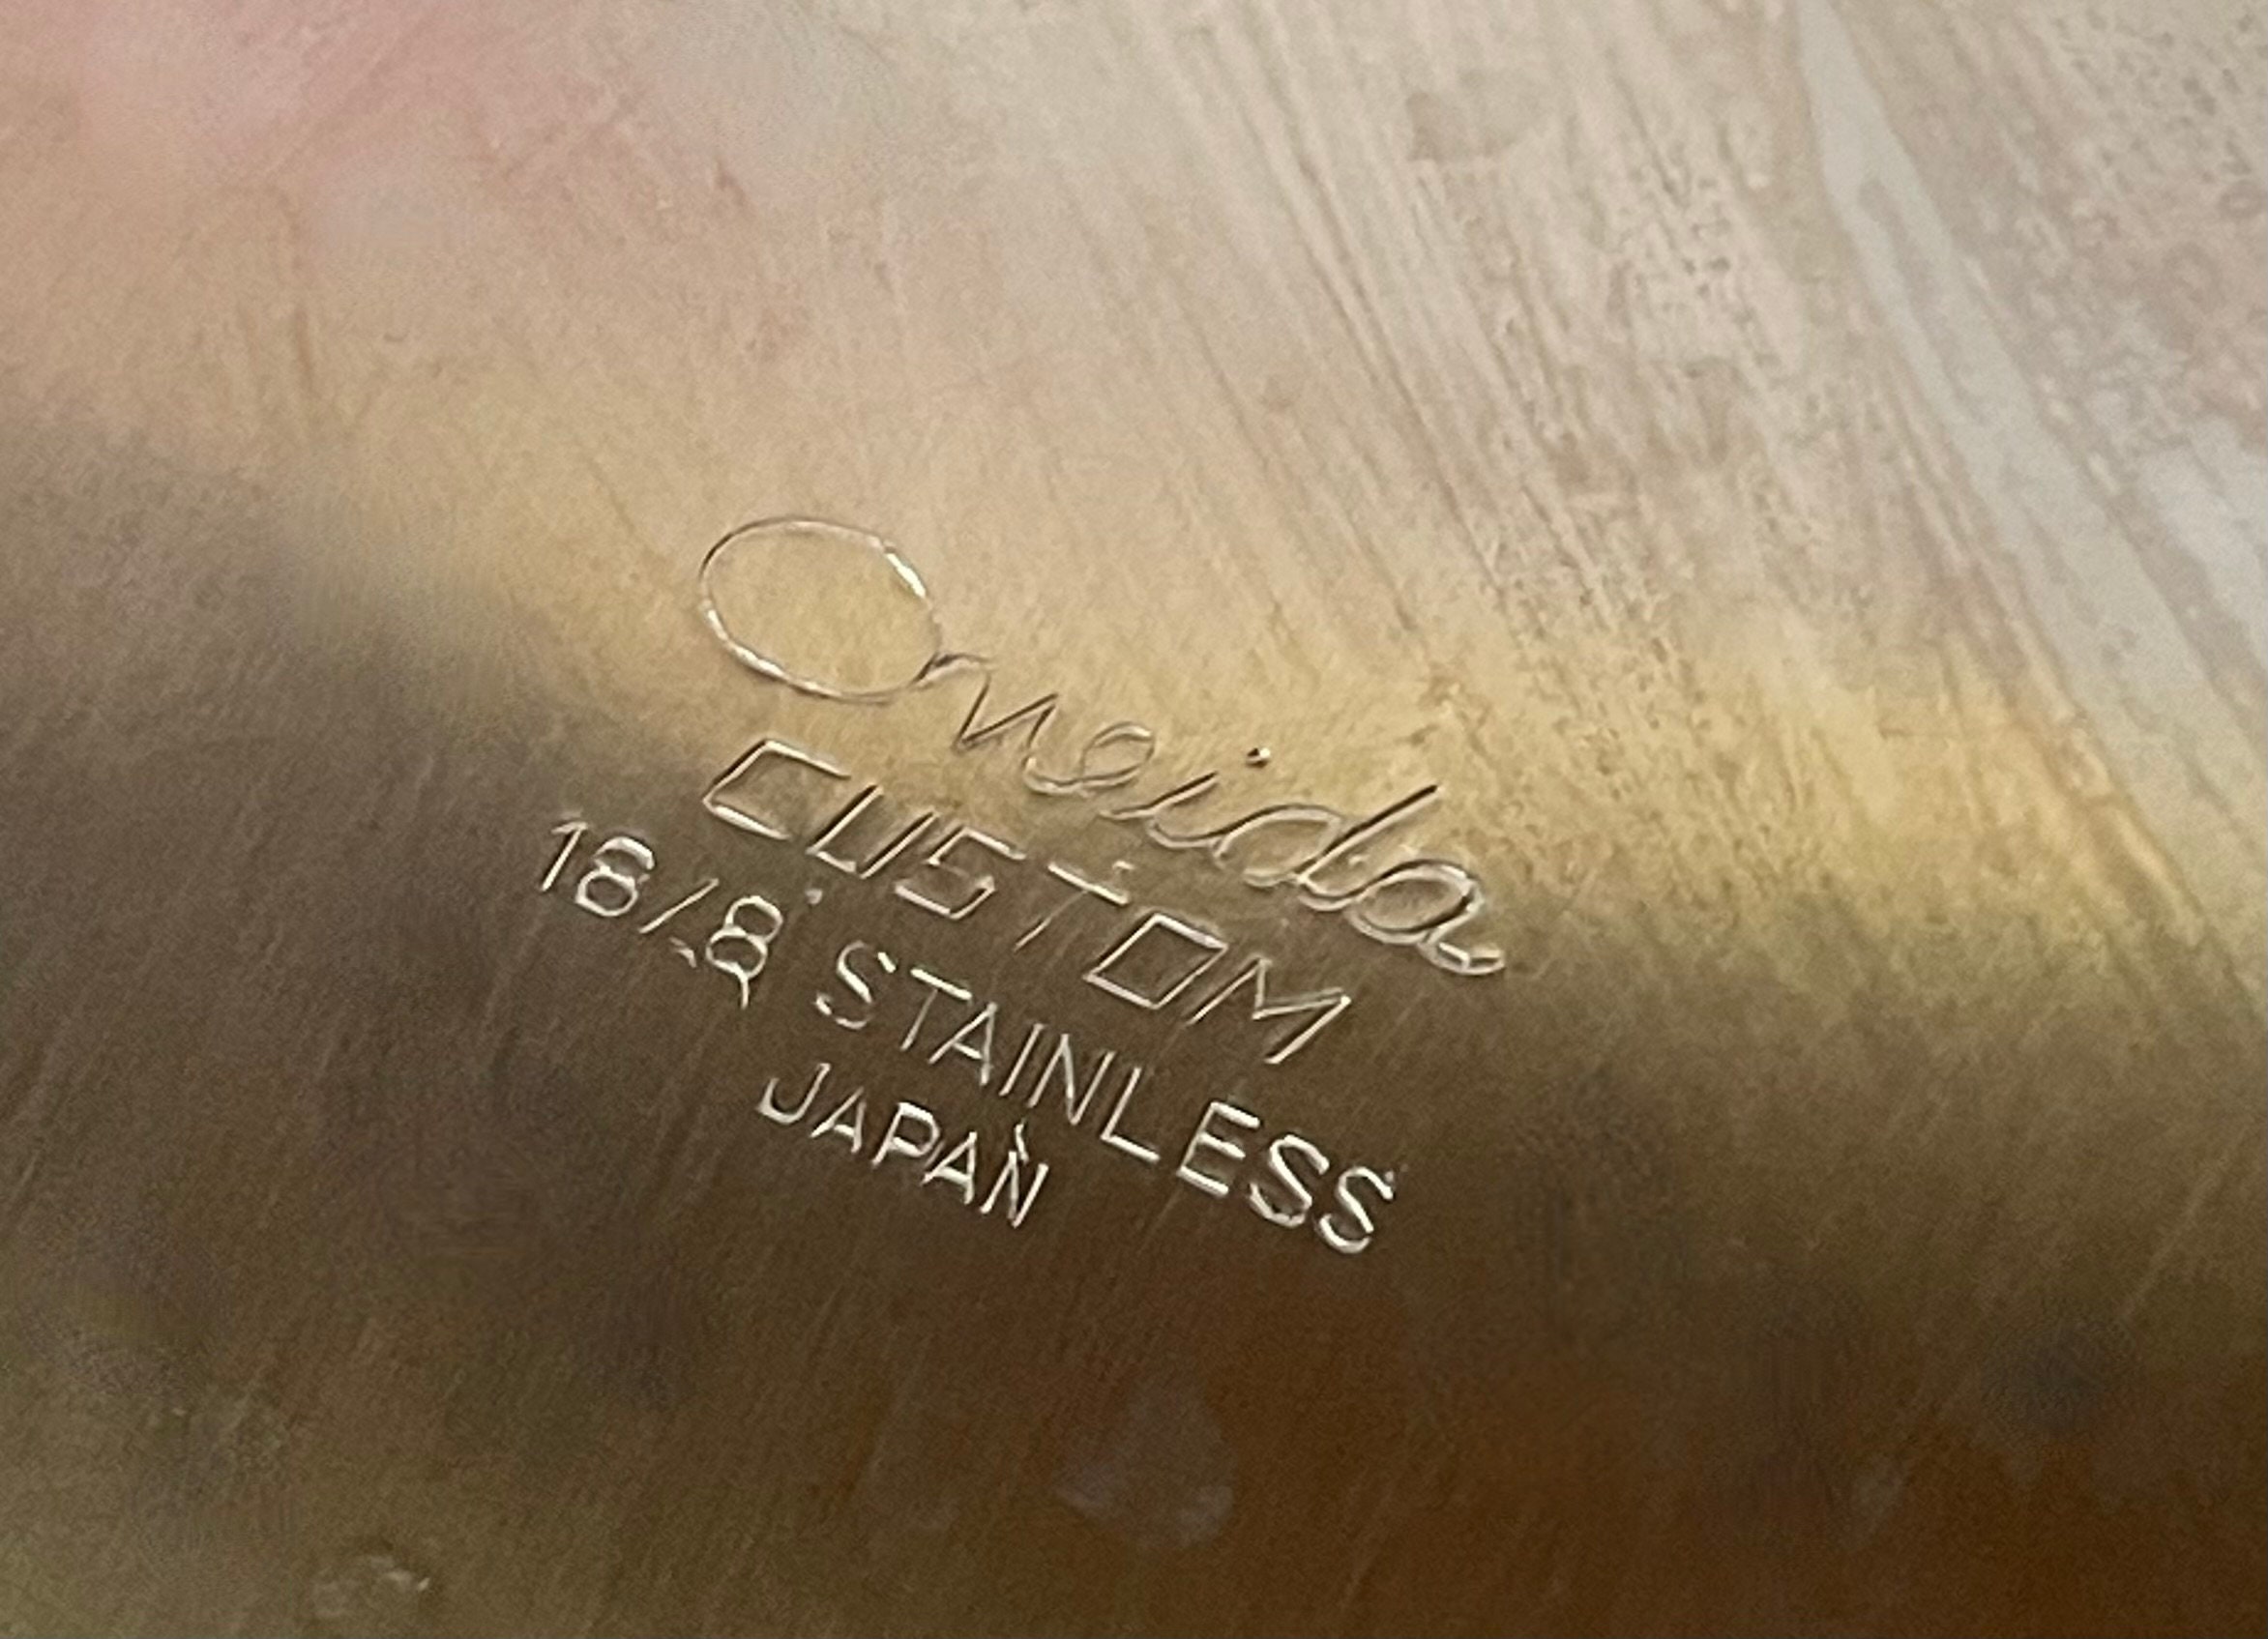 Oneida
CUSTOM
18/8 STAINLESS
JAPAN